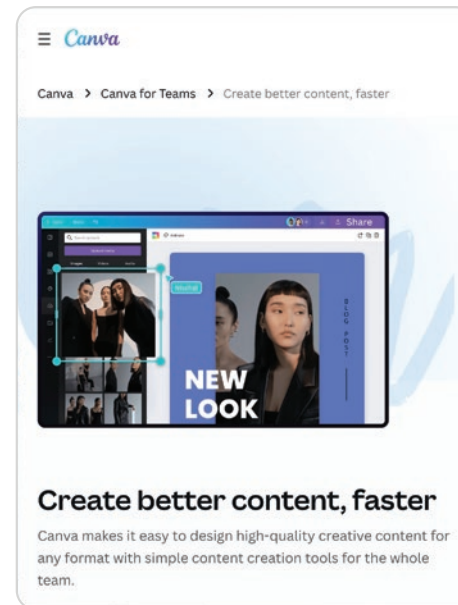 Canva
Canva > Canva for Teams > Create better content, faster
Share
NEW
LOOK
BLOG POST
Create better content, faster
Canva makes it easy to design high-quality creative content for
any format with simple content creation tools for the whole
team.